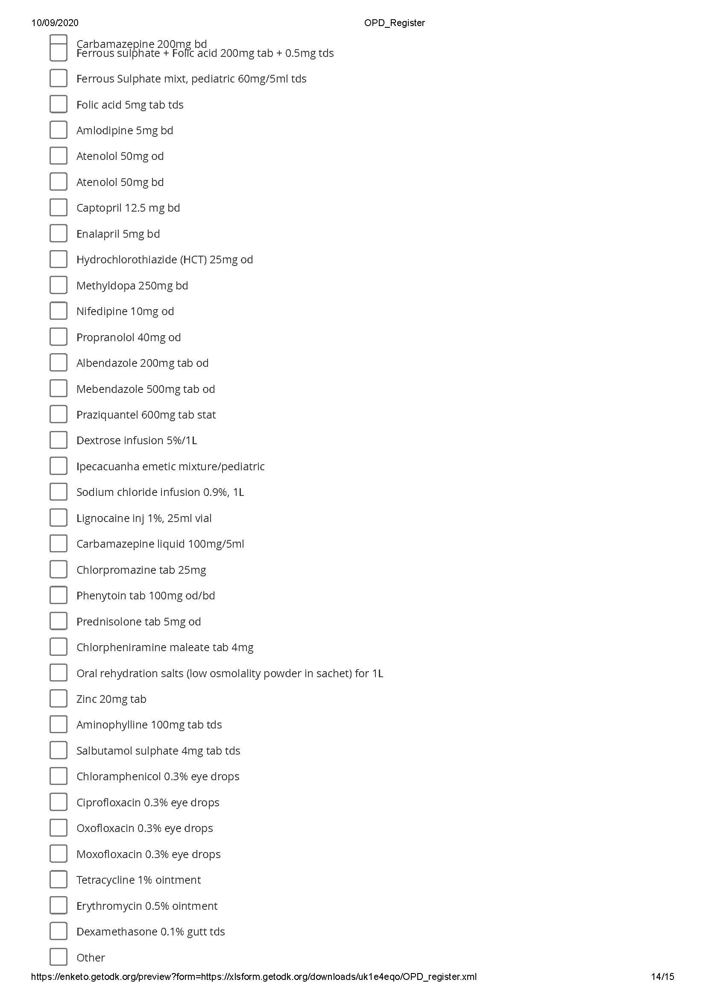 10/09/2020 OPD_Register
Carbamazepine 200mg bd
Ferrous sulphate + Folic acid 200mg tab + 0.5mg tds
Ferrous Sulphate mixt, pediatric 60mg/5ml tds
Folic acid 5mg tab tds
Amlodipine 5mg bd
Atenolol 50mg od
Atenolol 50mg bd
Captopril 12.5 mg bd
Enalapril 5mg bd
Hydrochlorothiazide (HCT) 25mg od
Methyldopa 250mg bd
Nifedipine 10mg od
Propranolol 40mg od
Albendazole 200mg tab od
Mebendazole 500mg tab od
Praziquantel 600mg tab stat
Dextrose infusion 5%/1L
Ipecacuanha emetic mixture/pediatric
Sodium chloride infusion 0.9%, 1L
Lignocaine inj 1%, 25ml vial
Carbamazepine liquid 100mg/5ml
Chlorpromazine tab 25mg
Phenytoin tab 100mg od/bd
Prednisolone tab 5mg od
Chlorpheniramine maleate tab 4mg
Oral rehydration salts (low osmolality powder in sachet) for 1L
Zinc 20mg tab
Aminophylline 100mg tab tds
Salbutamol sulphate 4mg tab tds
Chloramphenicol 0.3% eye drops
Ciprofloxacin 0.3% eye drops
Oxofloxacin 0.3% eye drops
Moxofloxacin 0.3% eye drops
Tetracycline 1% ointment
Erythromycin 0.5% ointment
Dexamethasone 0.1% gutt tds
Other
https://enketo.getodk.org/preview?form=https://xlsform.getodk.org/downloads/uk1e4eqo/OPD_register.xml 14/15